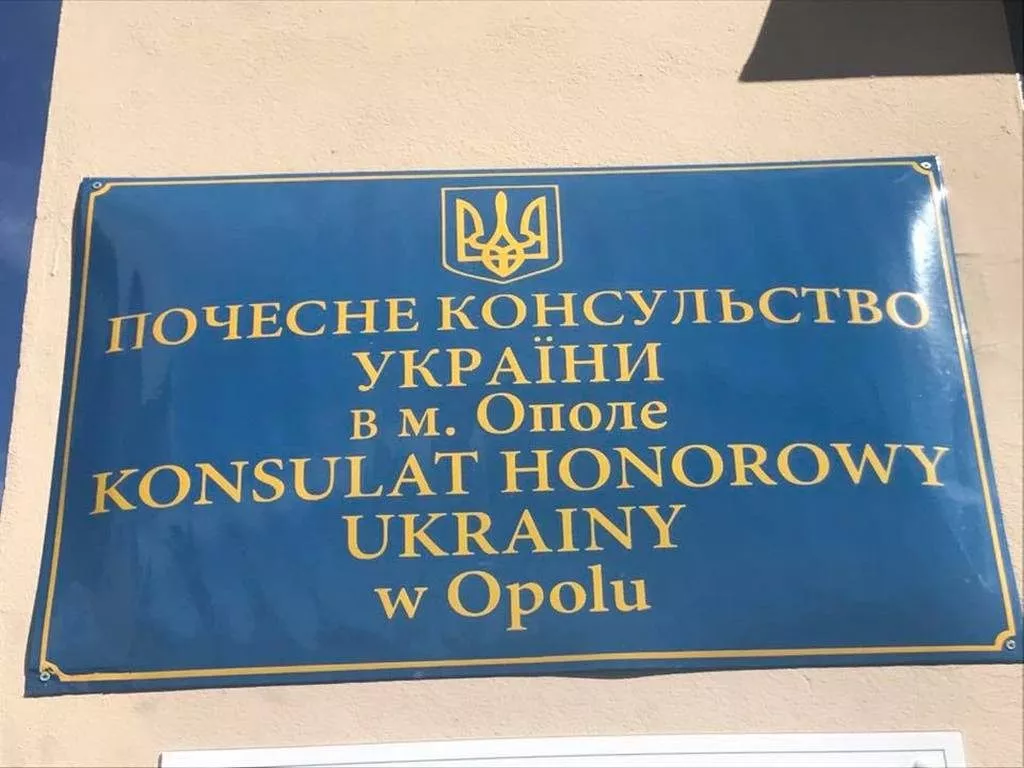 ПОЧЕСНЕ КОНСУЛЬСТВО
УКРАЇНИ
в м. Ополе
KONSULAT HONOROWY
UKRAINY
w Opolu